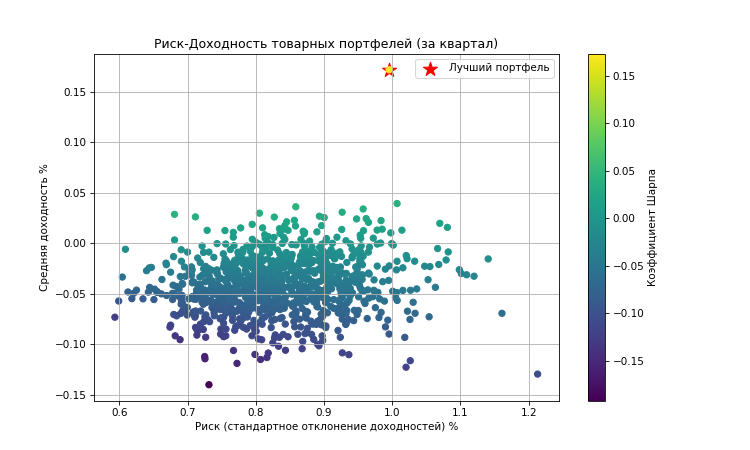 Риск-Доходность товарных портфелей (за квартал)
Лучший портфель
Средняя доходность %
0.15
0.10
0.05
0.00
−0.05
−0.10
−0.15
0.6 0.7 0.8 0.9 1.0 1.1 1.2
Риск (стандартное отклонение доходностей) %
0.15
0.10
0.05
0.00
−0.05
−0.10
−0.15
Коэффициент Шарпа